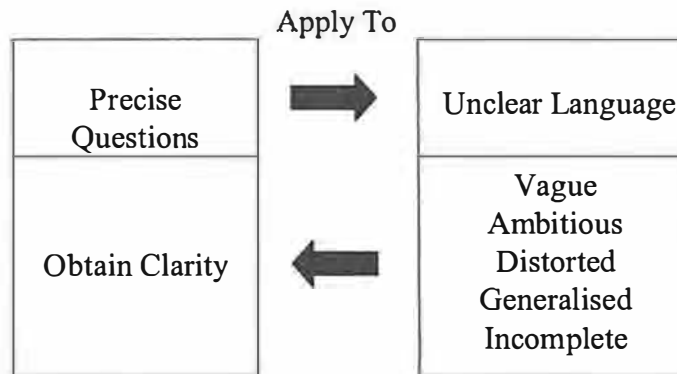 Apply To
Precise
Questions
Unclear Language
Obtain Clarity
Vague
Ambitious
Distorted
Generalised
Incomplete